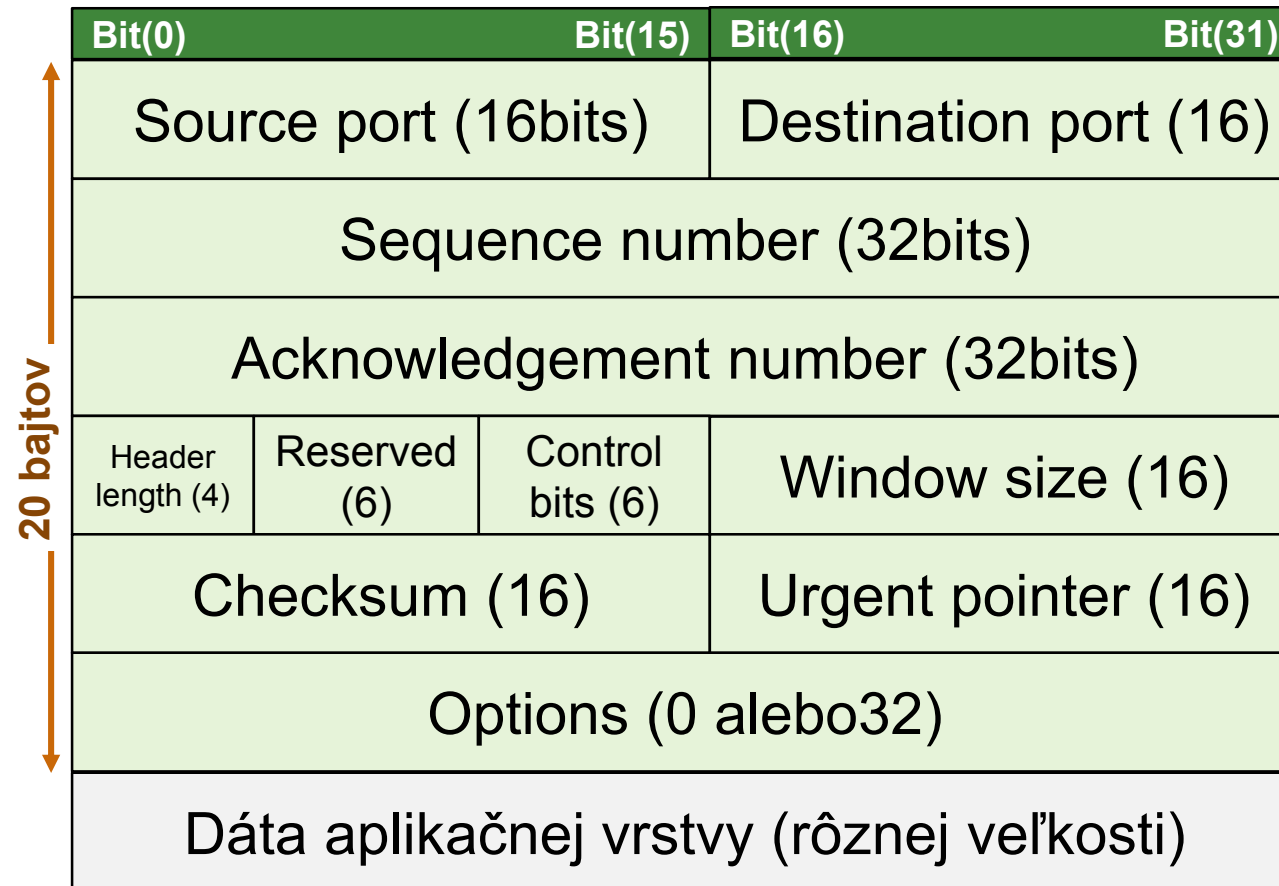 Bit(0) Bit(15) Bit(16) Bit(31)
Source port (16bits) Destination port (16)
Sequence number (32bits)
Acknowledgement number (32bits)
20 bajtov
Header
length (4)
Reserved
(6)
Control
bits (6)
Window size (16)
Checksum (16) Urgent pointer (16)
Options (0 alebo32)
Dáta aplikačnej vrstvy (rôznej veľkosti)